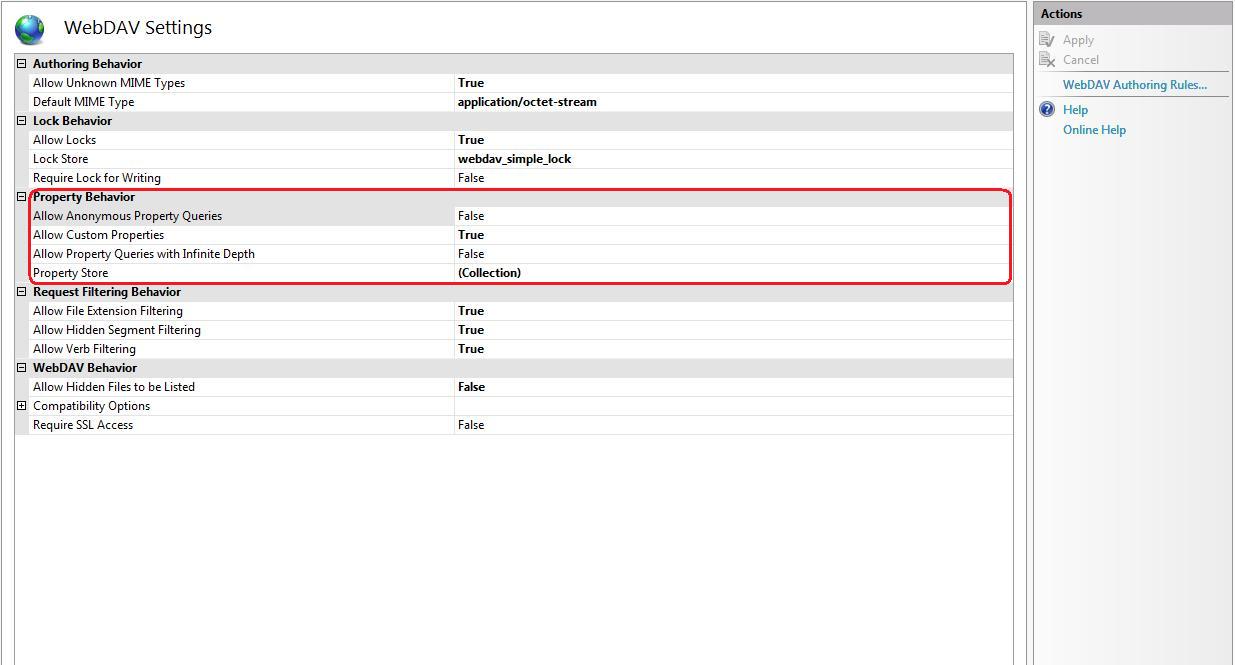 WebDAV Settings
Authoring Behavior
Allow Unknown MIME Types True
Default MIME Type application/octet-stream
Lock Behavior
Allow Locks True
Lock Store webdav_simple_lock
Require Lock for Writing False
Property Behavior
Allow Anonymous Property Queries False
Allow Custom Properties True
Allow Property Queries with Infinite Depth False
Property Store (Collection)
Request Filtering Behavior
Allow File Extension Filtering True
Allow Hidden Segment Filtering True
Allow Verb Filtering True
WebDAV Behavior
Allow Hidden Files to be Listed False
Compatibility Options
Require SSL Access False
Actions
Apply
Cancel
WebDAV Authoring Rules...
Help
Online Help